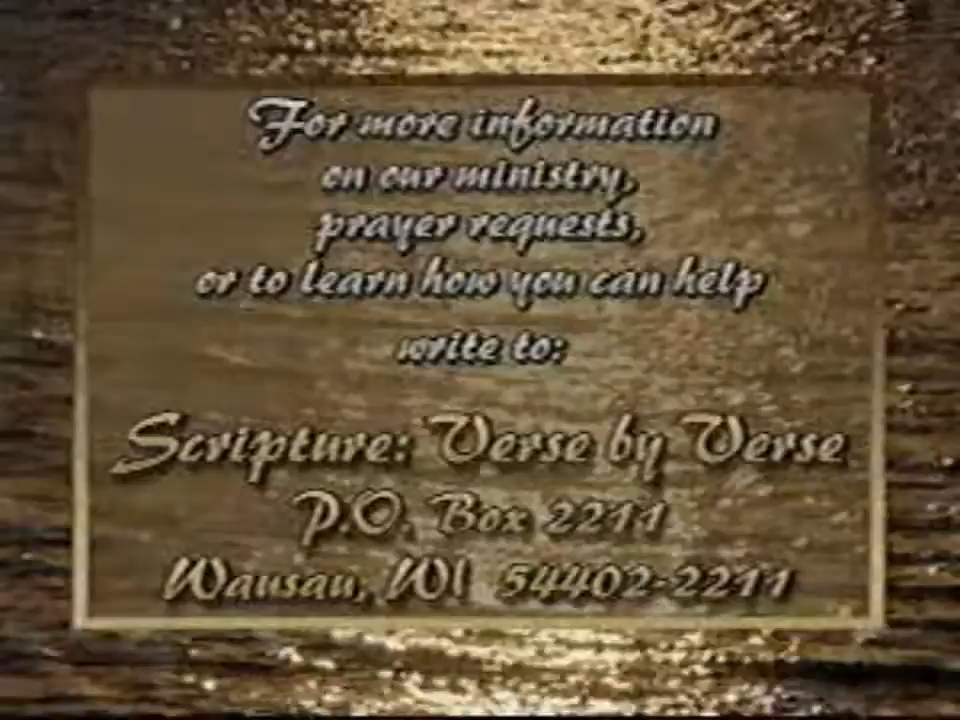 For more information
on our ministry,
prayer requests,
or to learn how you can help
write to:
Scripture: Verse by Verse
P.O. Box 2211
Wausau, WI 54402-2211